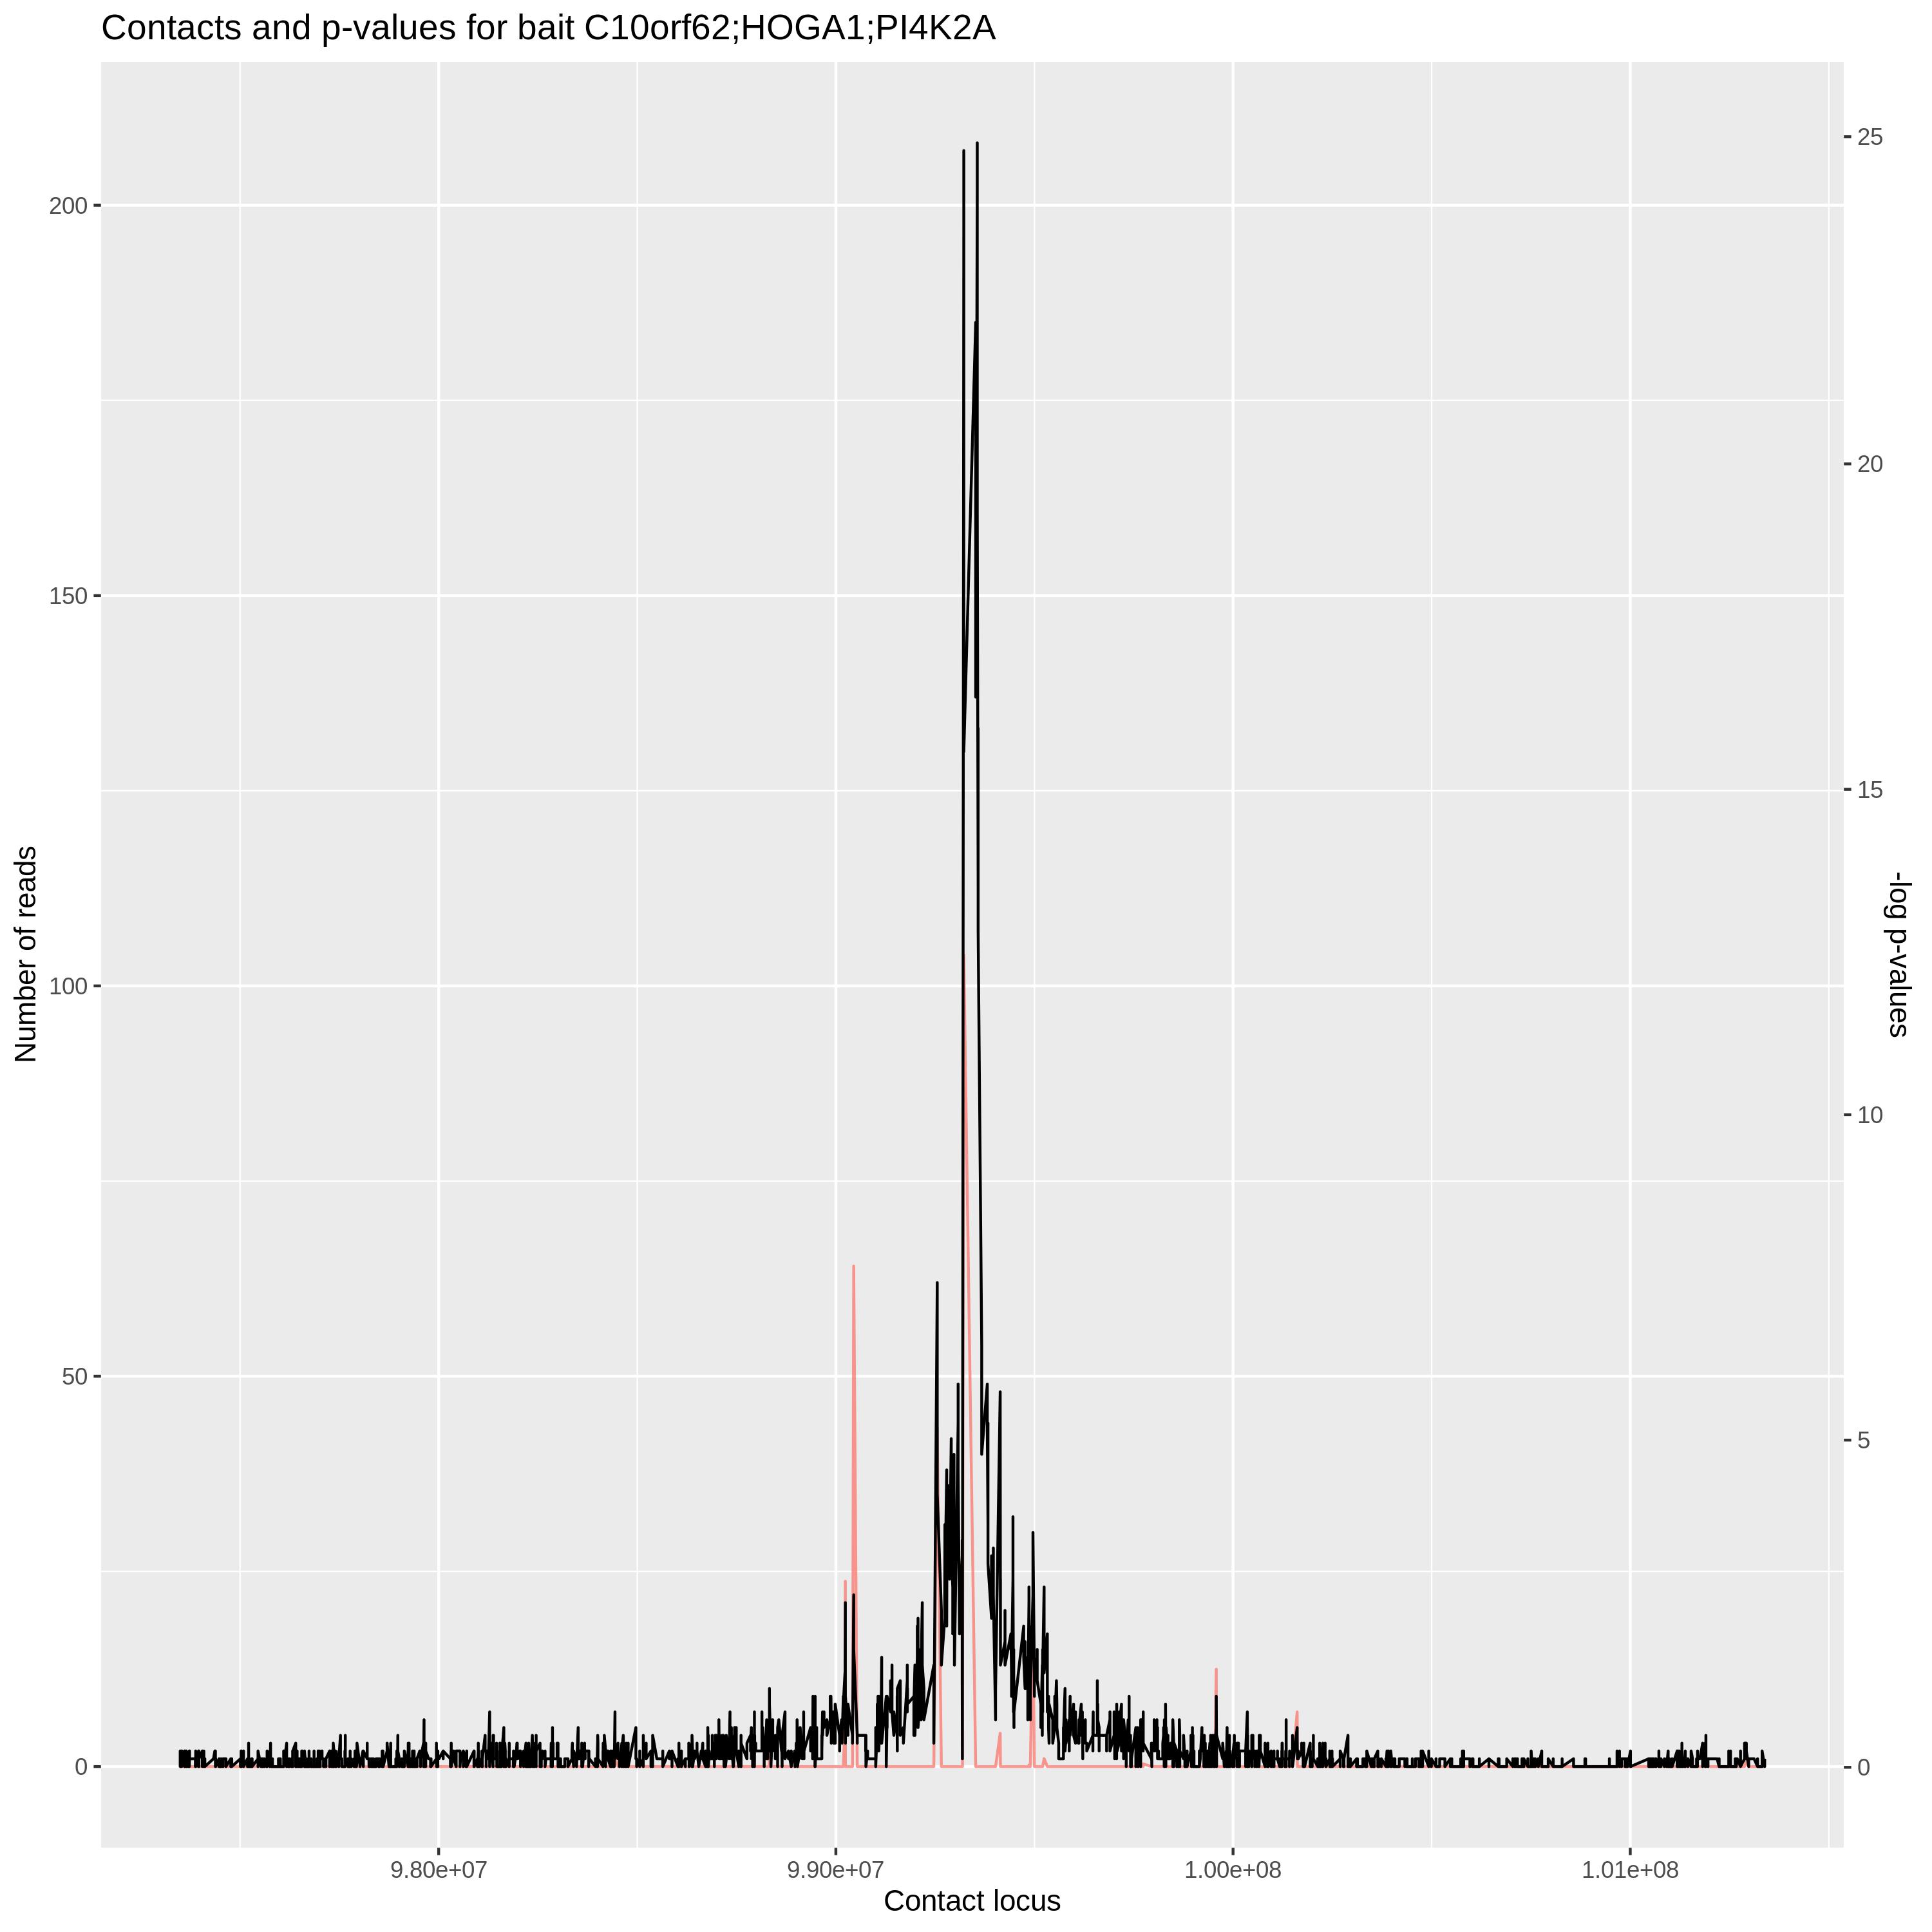 Contacts and p-values for bait C10orf62;HOGA1;PI4K2A
Number of reads
200
150
100
50
0
25
20
15
10
5
0
-log p-values
9.80e+07 9.90e+07 1.00e+08 1.01e+08
Contact locus